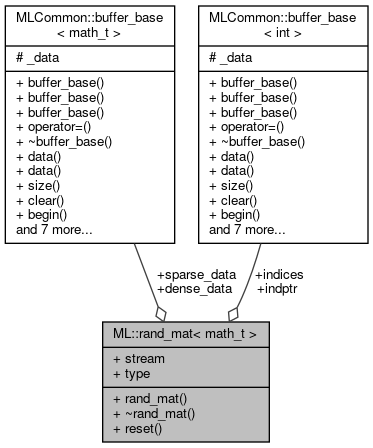 MLCommon::buffer_base
< math_t >
# _data
+ buffer_base()
+ buffer_base()
+ buffer_base()
+ operator=()
+ ~buffer_base()
+ data()
+ data()
+ size()
+ clear()
+ begin()
and 7 more...
MLCommon::buffer_base
< int >
# _data
+ buffer_base()
+ buffer_base()
+ buffer_base()
+ operator=()
+ ~buffer_base()
+ data()
+ data()
+ size()
+ clear()
+ begin()
and 7 more...
+sparse_data
+dense_data
+indices
+indptr
ML::rand_mat< math_t >
+ stream
+ type
+ rand_mat()
+ ~rand_mat()
+ reset()